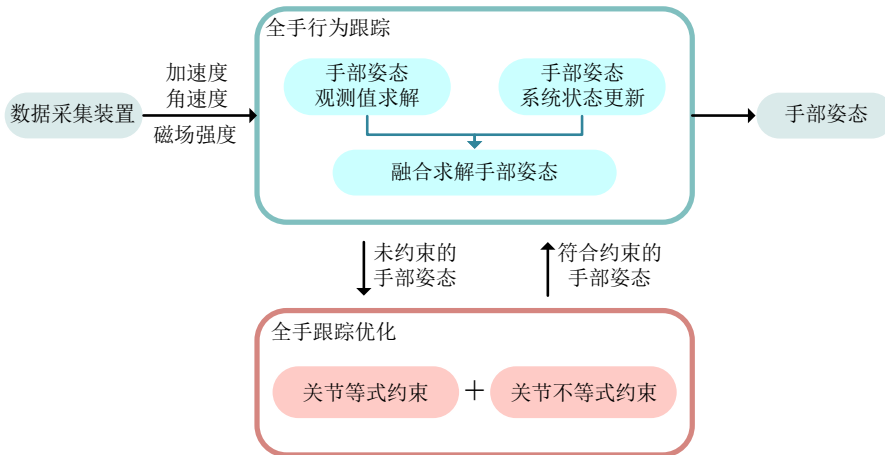 全手行为跟踪
数据采集装置
加速度
角速度
磁场强度
手部姿态
观测值求解
手部姿态
系统状态更新
融合求解手部姿态
手部姿态
未约束的
手部姿态
符合约束的
手部姿态
全手跟踪优化
关节等式约束
+
关节不等式约束